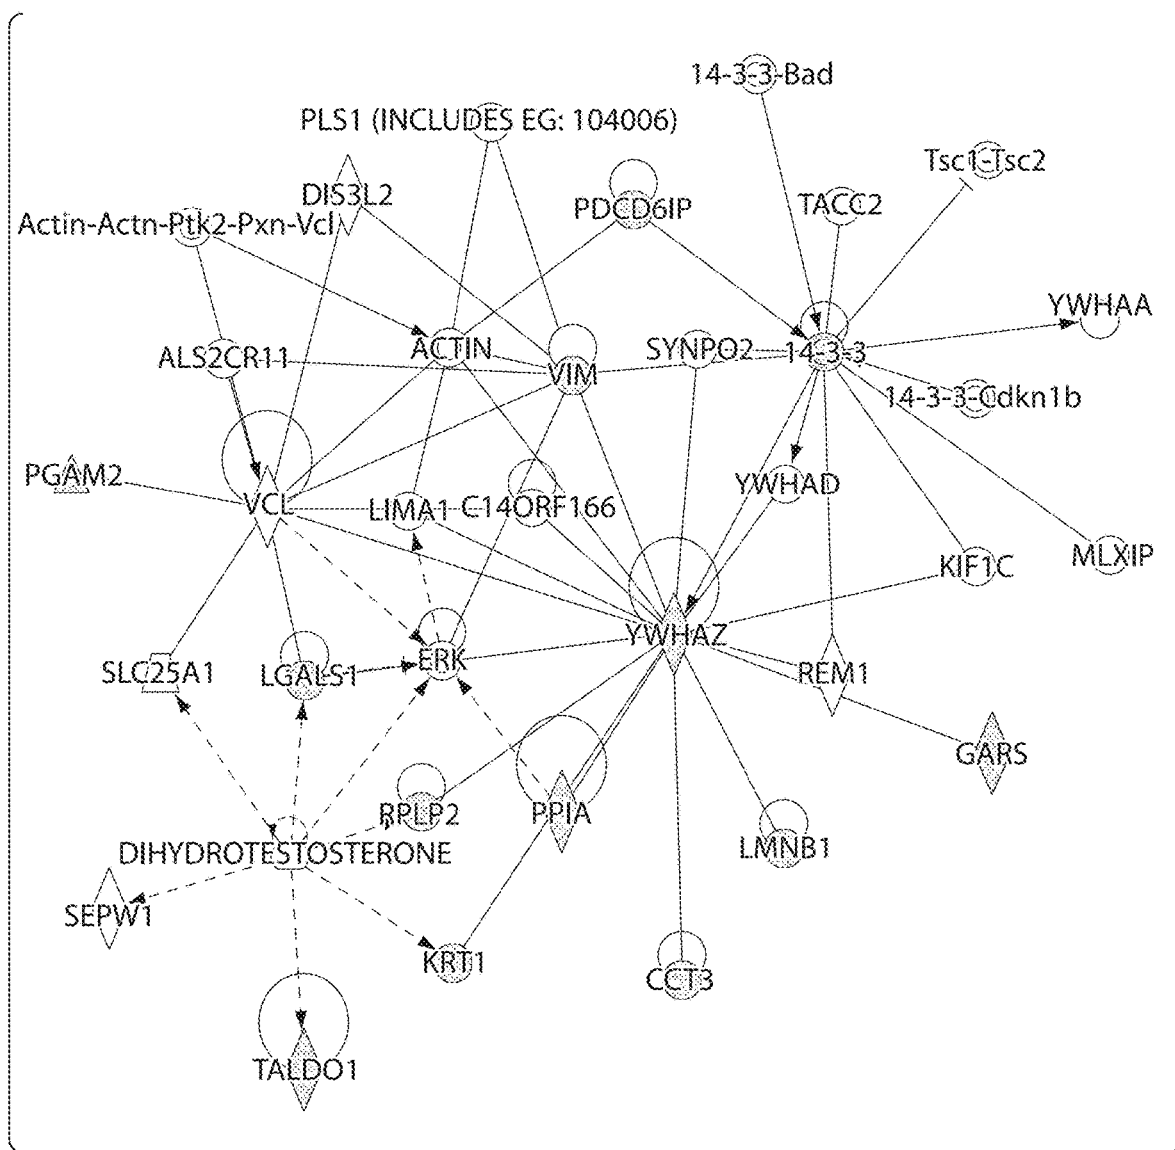 14-3-3-Bad
PLS1 (INCLUDES EG: 104006)
Tsc1-Tsc2
DIS3L2
PDCD6IP
TACC2
Actin-Actn-Ptk2-Pxn-Vcl
YWHAA
ALS2CR11
ACTIN
VIM
SYNPO2
14-3-3
14-3-3-Cdkn1b
PGAM2
VCL
LIMA1
C14ORF166
YWHAD
KIF1C
MLXIP
SLC25A1
LGALS1
ERK
YWHAZ
REM1
GARS
RPLP2
PPIA
LMNB1
DIHYDROTESTOSTERONE
SEPW1
KRT1
CCT3
TALDO1